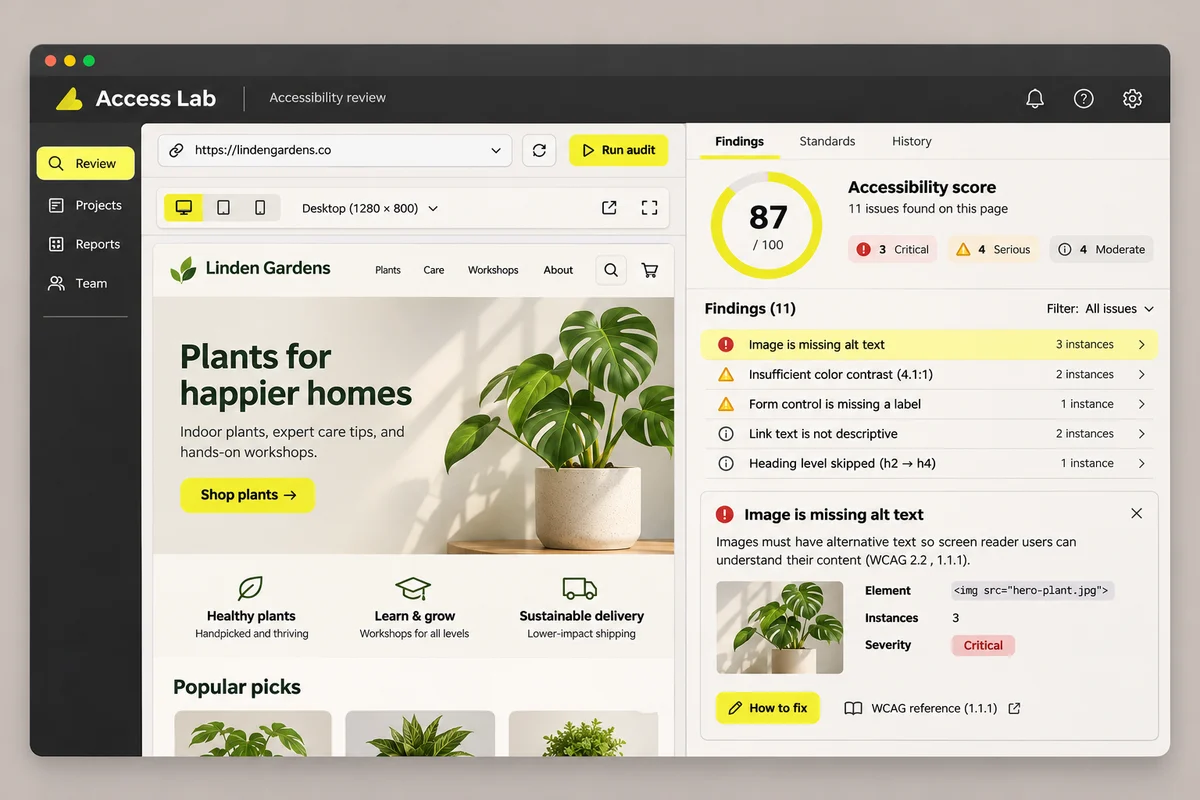 Access Lab
Accessibility review
Review
Projects
Reports
Team
https://lindengardens.co
Run audit
Desktop (1280 × 800)
Linden Gardens
Plants
Care
Workshops
About
Plants for
happier homes
Indoor plants, expert care tips, and
hands-on workshops.
Shop plants →
Healthy plants
Handpicked and thriving
Learn & grow
Workshops for all levels
Sustainable delivery
Lower-impact shipping
Popular picks
Findings
Standards
History
87
/ 100
Accessibility score
11 issues found on this page
3 Critical
4 Serious
4 Moderate
Findings (11)
Filter: All issues
Image is missing alt text
3 instances
Insufficient color contrast (4.1:1)
2 instances
Form control is missing a label
1 instance
Link text is not descriptive
2 instances
Heading level skipped (h2 → h4)
1 instance
Image is missing alt text
Images must have alternative text so screen reader users can
understand their content (WCAG 2.2 , 1.1.1).
Element
<img src="hero-plant.jpg">
Instances
3
Severity
Critical
How to fix
WCAG reference (1.1.1)